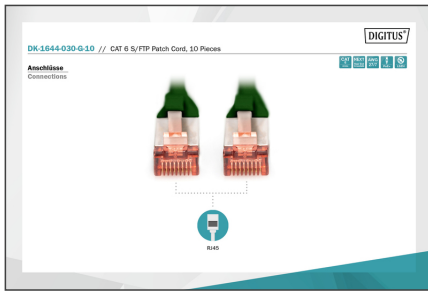 DIGITUS®
DK-1644-030-G-10 // CAT 6 S/FTP Patch Cord, 10 Pieces
Anschlüsse
Connections
RJ45